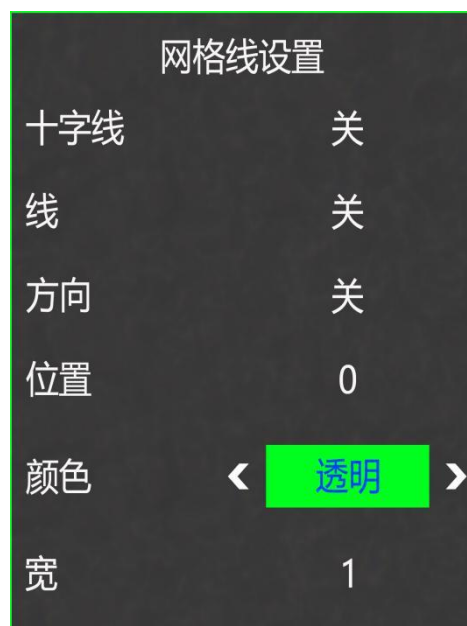 网格线设置
十字线 关
线 关
方向 关
位置 0
颜色 透明
宽 1